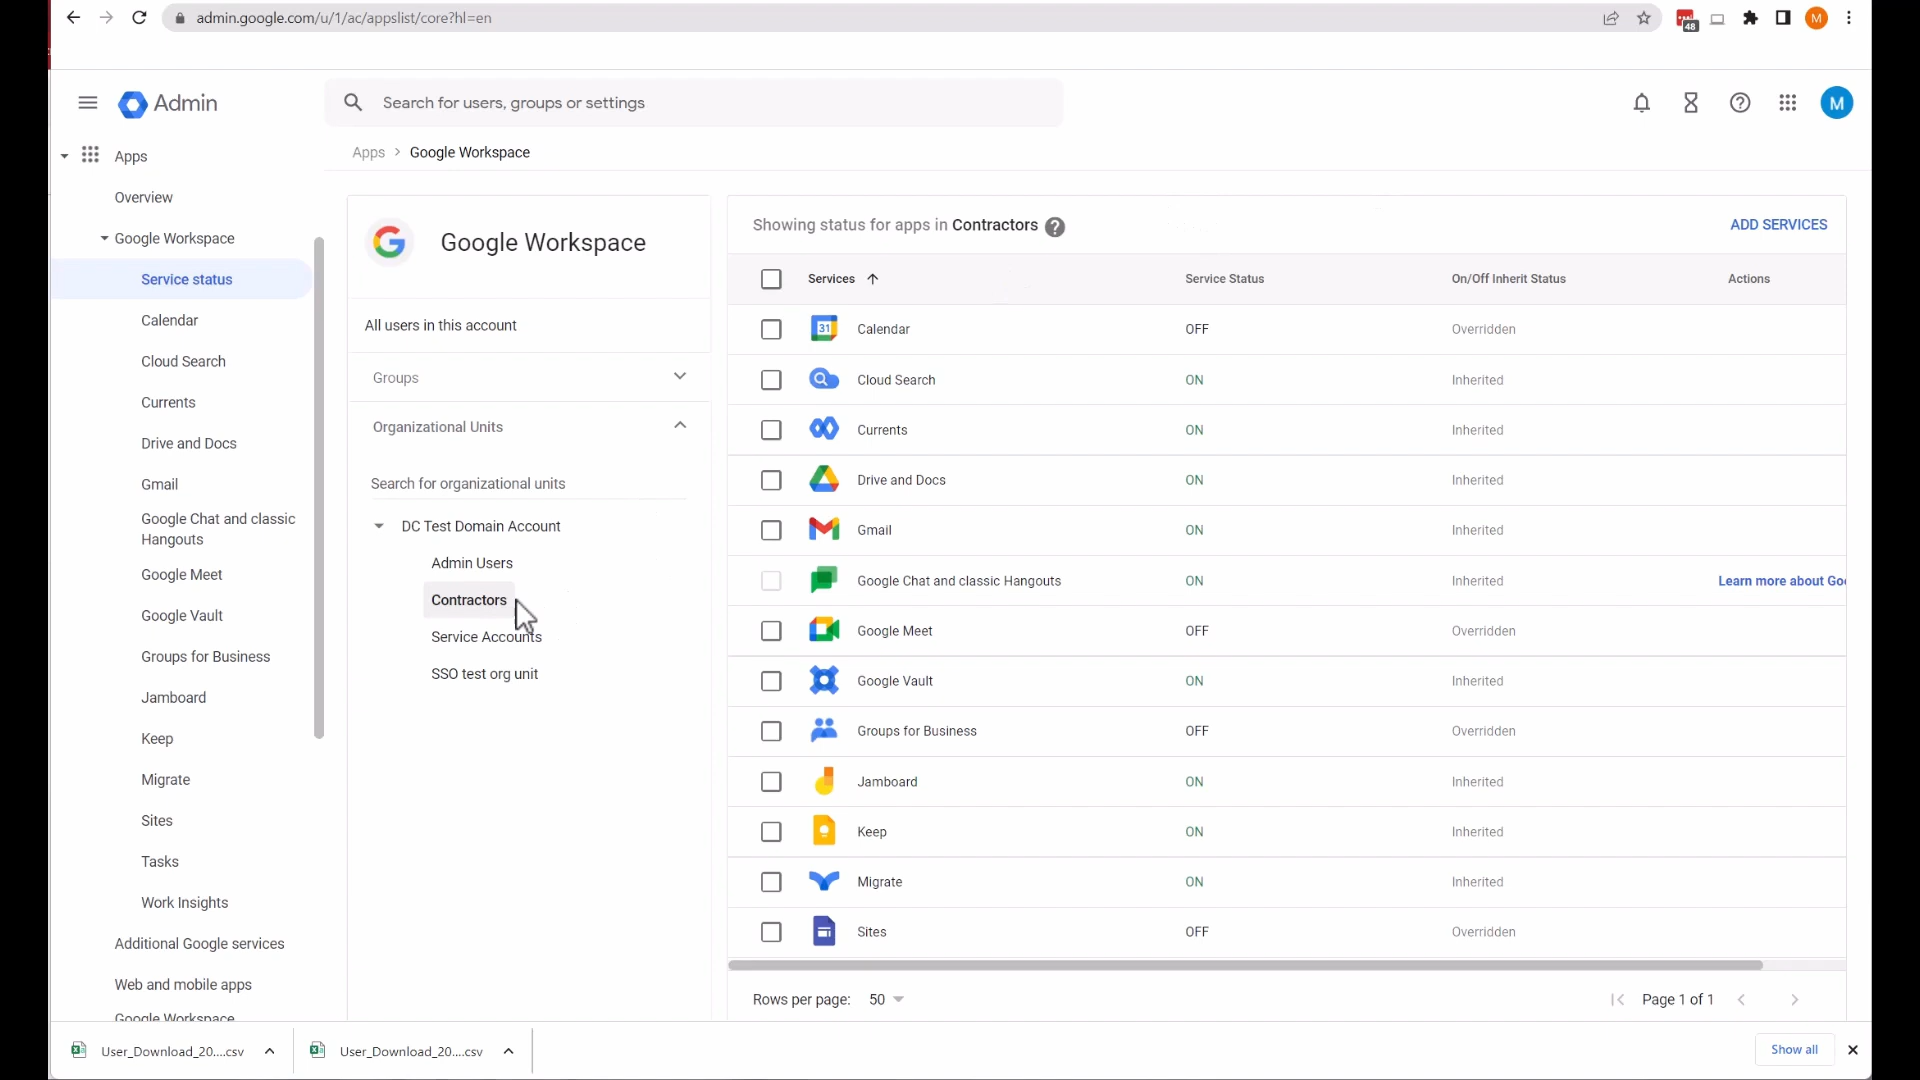 admin.google.com/u/1/ac/appslist/core?hl=en
48
M
Admin
Search for users, groups or settings
M
Apps
Overview
Google Workspace
Service status
Calendar
Cloud Search
Currents
Drive and Docs
Gmail
Google Chat and classic
Hangouts
Google Meet
Google Vault
Groups for Business
Jamboard
Keep
Migrate
Sites
Tasks
Work Insights
Additional Google services
Web and mobile apps
Google Workspace
Apps > Google Workspace
Google Workspace
All users in this account
Groups
Organizational Units
Search for organizational units
DC Test Domain Account
Admin Users
Contractors
Service Accounts
SSO test org unit
Showing status for apps in Contractors ?
ADD SERVICES
Services Service Status On/Off Inherit Status Actions
31 Calendar OFF Overridden
Cloud Search ON Inherited
Currents ON Inherited
Drive and Docs ON Inherited
Gmail ON Inherited
Google Chat and classic Hangouts ON Inherited Learn more about Goo
Google Meet OFF Overridden
Google Vault ON Inherited
Groups for Business OFF Overridden
Jamboard ON Inherited
Keep ON Inherited
Migrate ON Inherited
Sites OFF Overridden
Rows per page: 50
Page 1 of 1
User_Download_20....csv
User_Download_20....csv
Show all